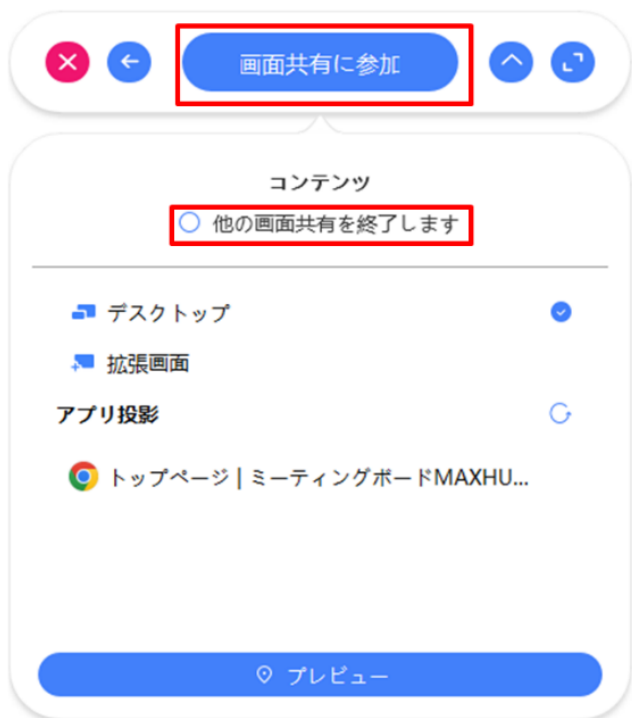 画面共有に参加
コンテンツ
他の画面共有を終了します
デスクトップ
拡張画面
アプリ投影
トップページ | ミーティングボードMAXHU...
プレビュー